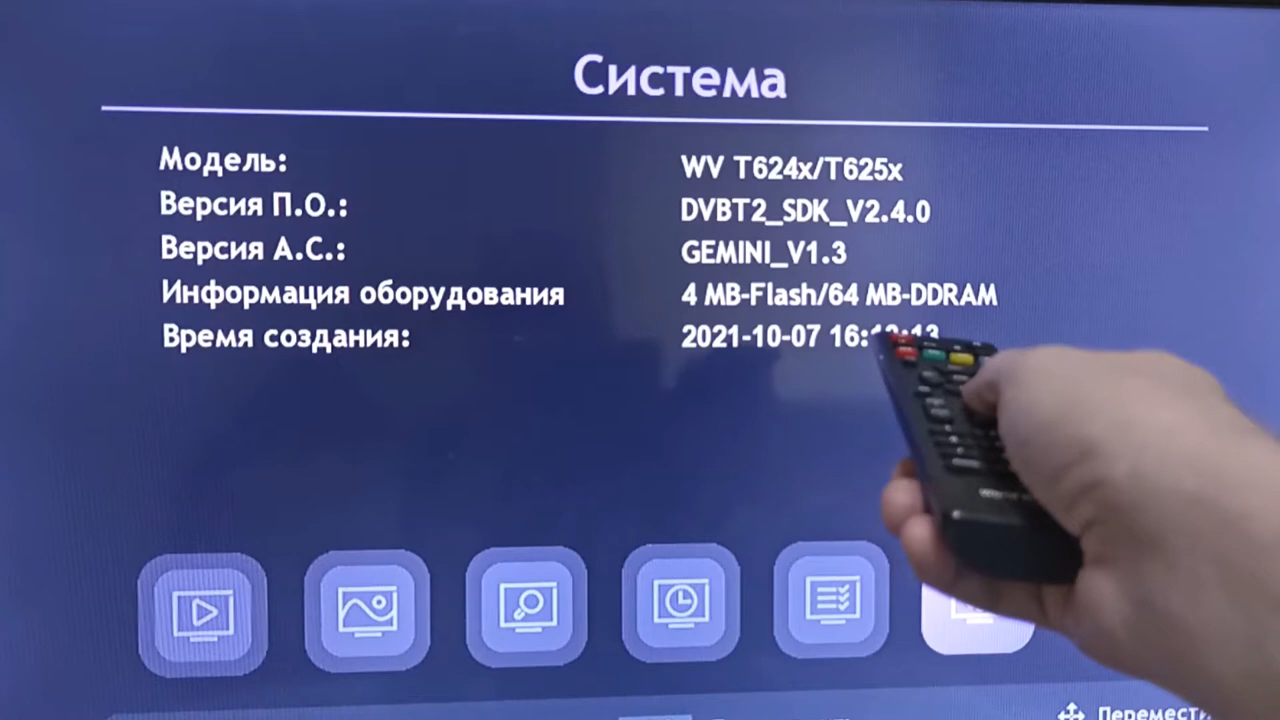 Система
Модель: WV T624x/T625x
Версия П.О.: DVBT2_SDK_V2.4.0
Версия А.С.: GEMINI_V1.3
Информация оборудования 4 MB-Flash/64 MB-DDRAM
Время создания: 2021-10-07